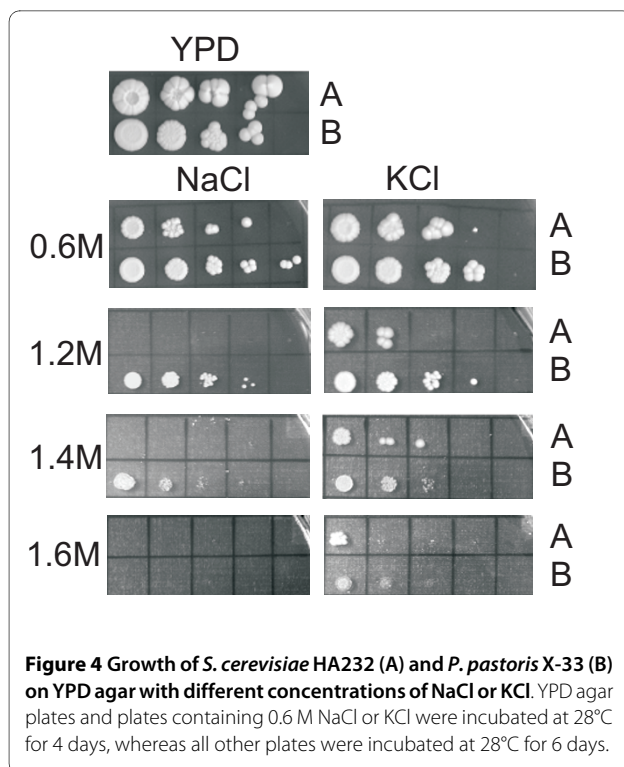 YPD
A
B
NaCl KCl
0.6M
A
B
1.2M
A
B
1.4M
A
B
1.6M
A
B
Figure 4 Growth of S. cerevisiae HA232 (A) and P. pastoris X-33 (B)
on YPD agar with different concentrations of NaCl or KCl. YPD agar
plates and plates containing 0.6 M NaCl or KCl were incubated at 28°C
for 4 days, whereas all other plates were incubated at 28°C for 6 days.